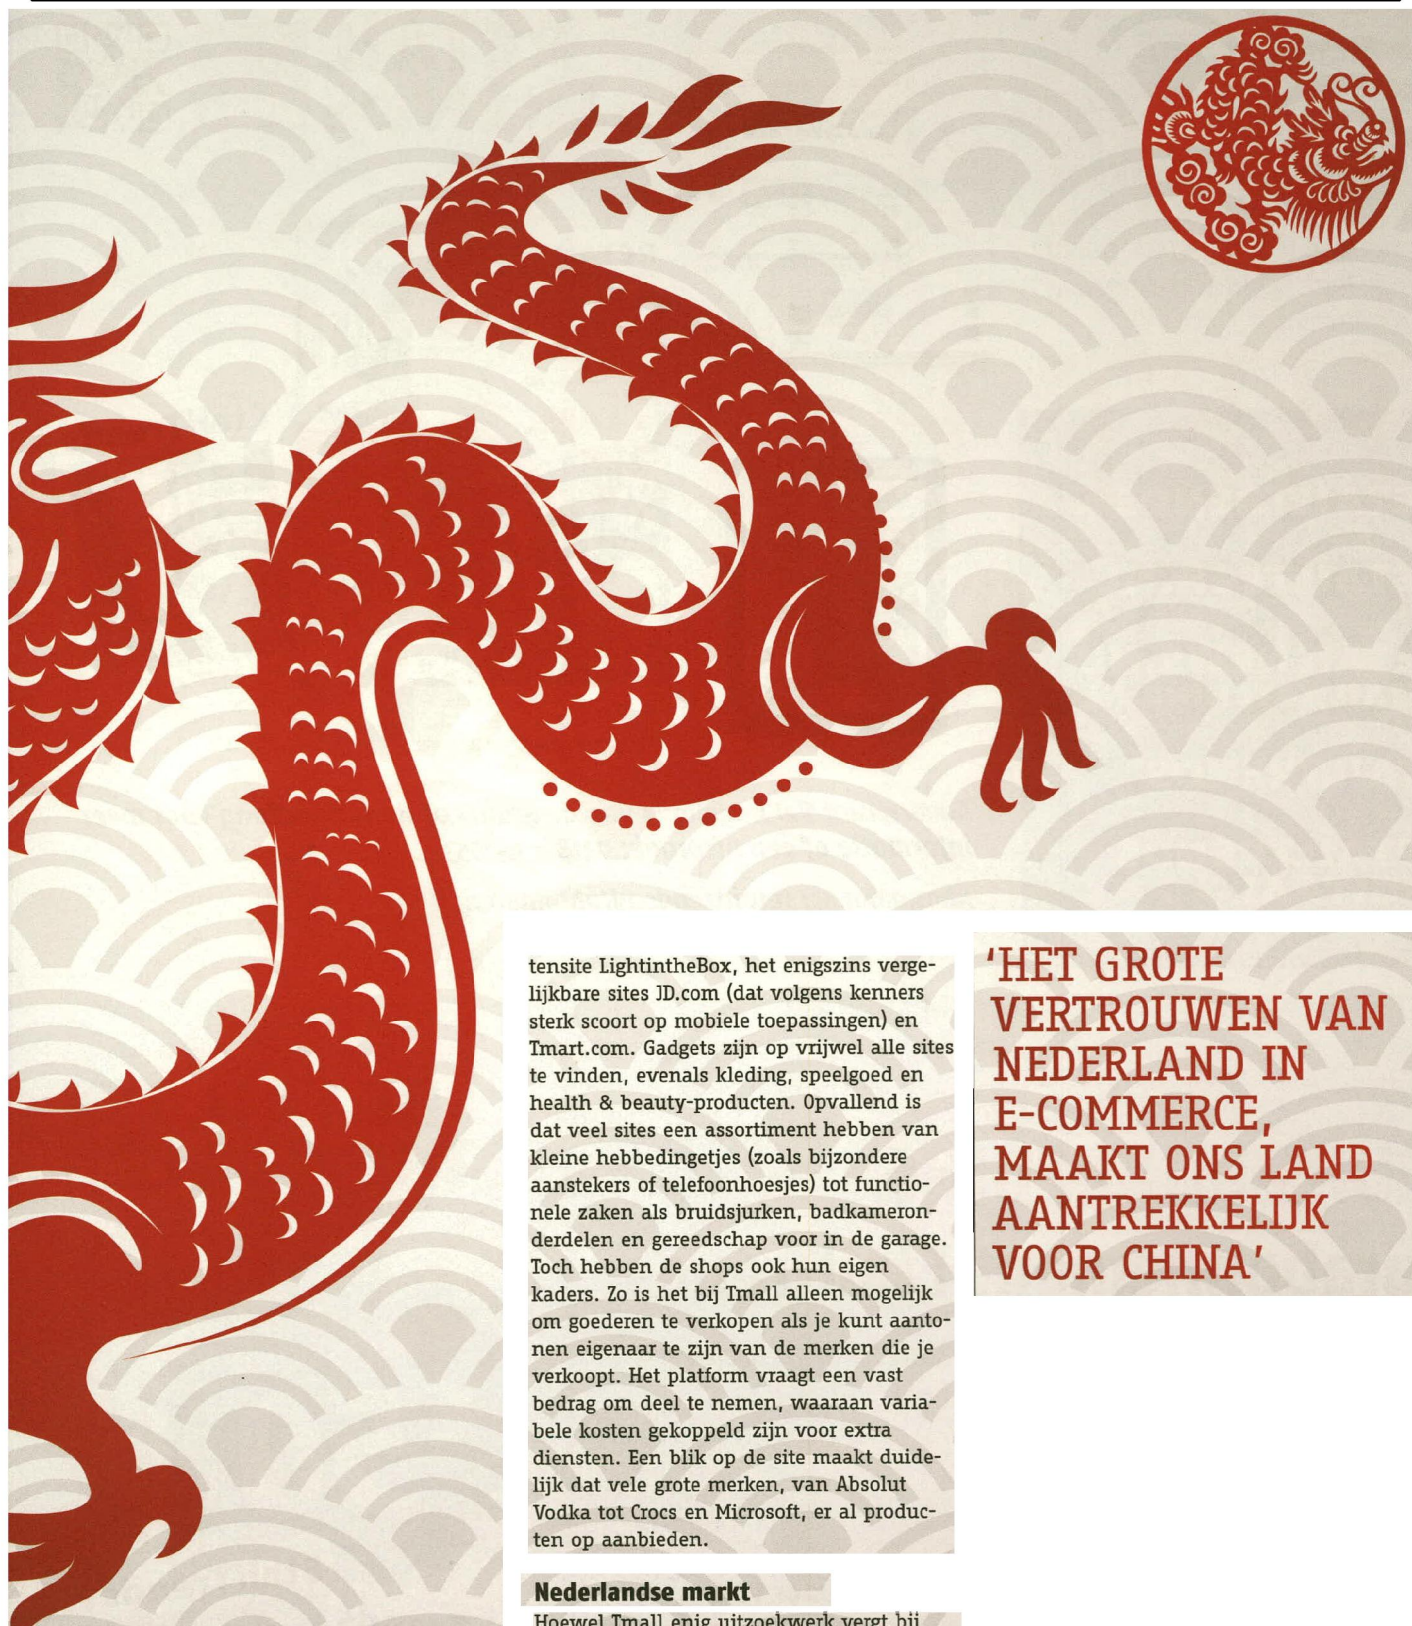 tensite LightintheBox, het enigszins verge-
lijkbare sites JD.com (dat volgens kenners
sterk scoort op mobiele toepassingen) en
Tmart.com. Gadgets zijn op vrijwel alle sites
te vinden, evenals kleding, speelgoed en
health & beauty-producten. Opvallend is
dat veel sites een assortiment hebben van
kleine hebbedingetjes (zoals bijzondere
aanstekers of telefoonhoesjes) tot functio-
nele zaken als bruidsjurken, badkameron-
derdelen en gereedschap voor in de garage.
Toch hebben de shops ook hun eigen
kaders. Zo is het bij Tmall alleen mogelijk
om goederen te verkopen als je kunt aanto-
nen eigenaar te zijn van de merken die je
verkoopt. Het platform vraagt een vast
bedrag om deel te nemen, waaraan varia-
bele kosten gekoppeld zijn voor extra
diensten. Een blik op de site maakt duide-
lijk dat vele grote merken, van Absolut
Vodka tot Crocs en Microsoft, er al produc-
ten op aanbieden.
Nederlandse markt
Hoewel Tmall enig uitzoekwerk vergt bij
‘HET GROTE
VERTROUWEN VAN
NEDERLAND IN
E-COMMERCE,
MAAKT ONS LAND
AANTREKKELIJK
VOOR CHINA’